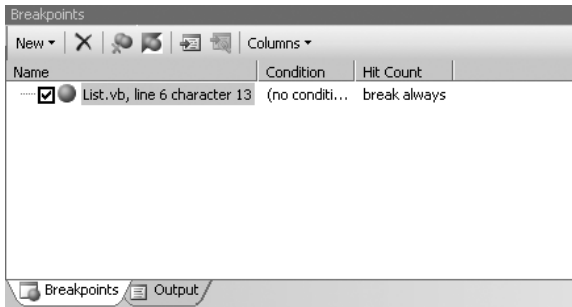 Breakpoints
New Columns
Name Condition Hit Count
List.vb, line 6 character 13 (no conditi... break always
Breakpoints Output